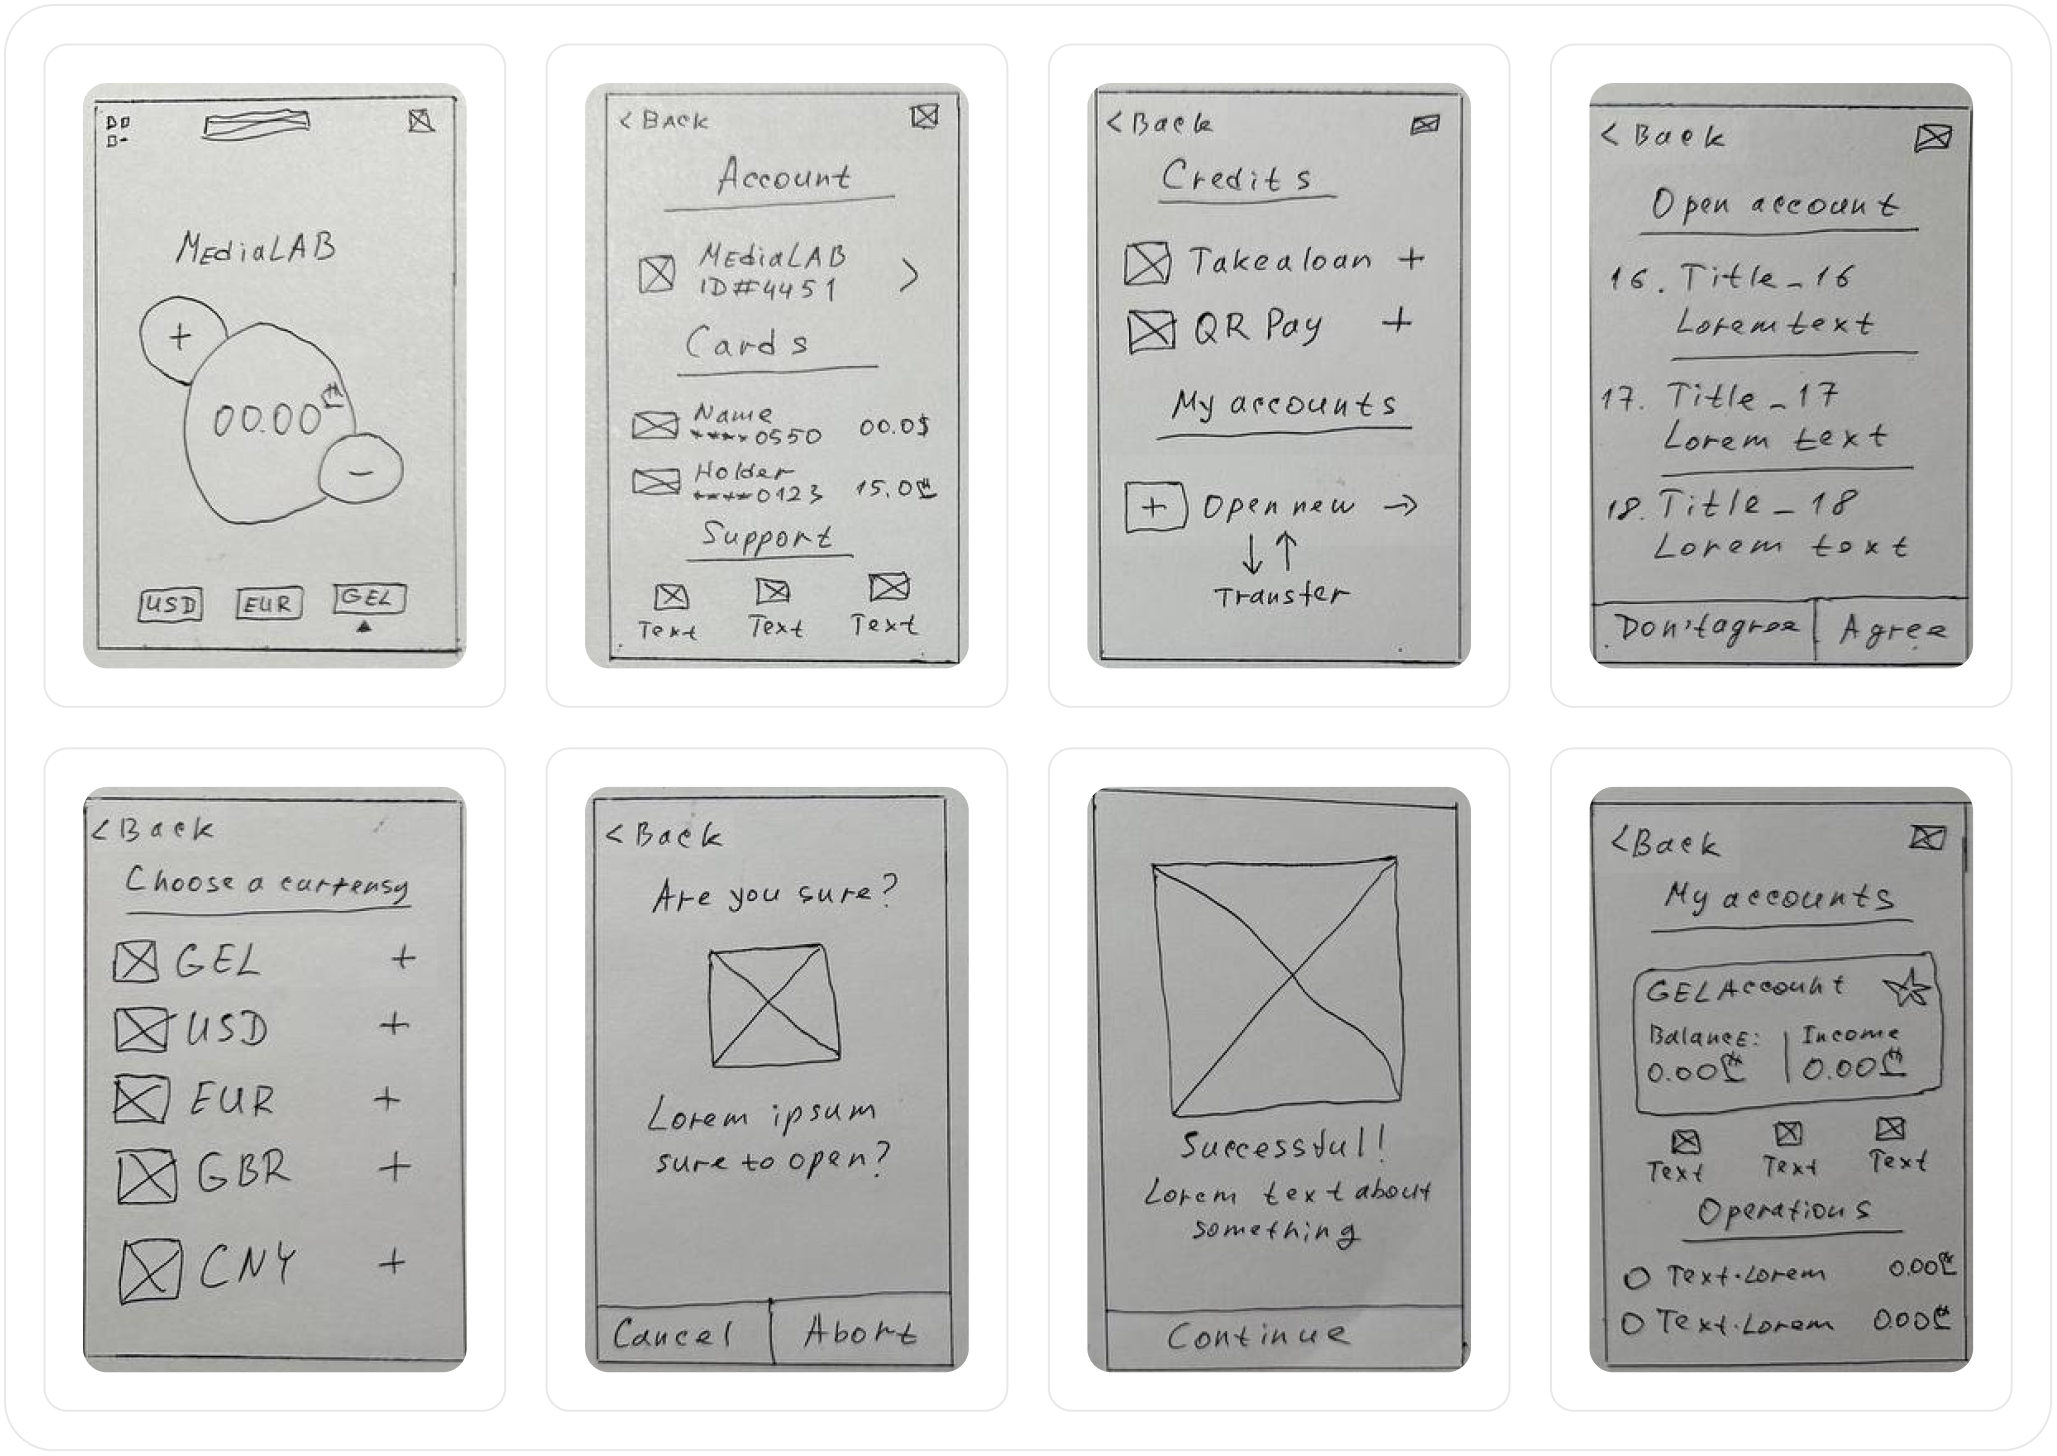 MEdiaLAB
+
00.00₾
−
USD EUR GEL
< BACK
Account
MEdiaLAB
ID#4451 >
Cards
Name
****0550 00.0$
Holder
****0123 15.0₾
Support
Text Text Text
< Back
Credits
Take a loan +
QR Pay +
My accounts
+ Open new →
↓↑
Transfer
< Back
Open account
16. Title_16
Lorem text
17. Title_17
Lorem text
18. Title_18
Lorem text
Don't agree Agree
< Back
Choose a currensy
GEL +
USD +
EUR +
GBR +
CNY +
< Back
Are you sure?
Lorem ipsum
sure to open?
Cancel Abort
Successful!
Lorem text about
something
Continue
< Back
My accounts
GEL Account
Balance: Income
0.00₾ 0.00₾
Text Text Text
Operations
Text.Lorem 0.00₾
Text.Lorem 0.00₾